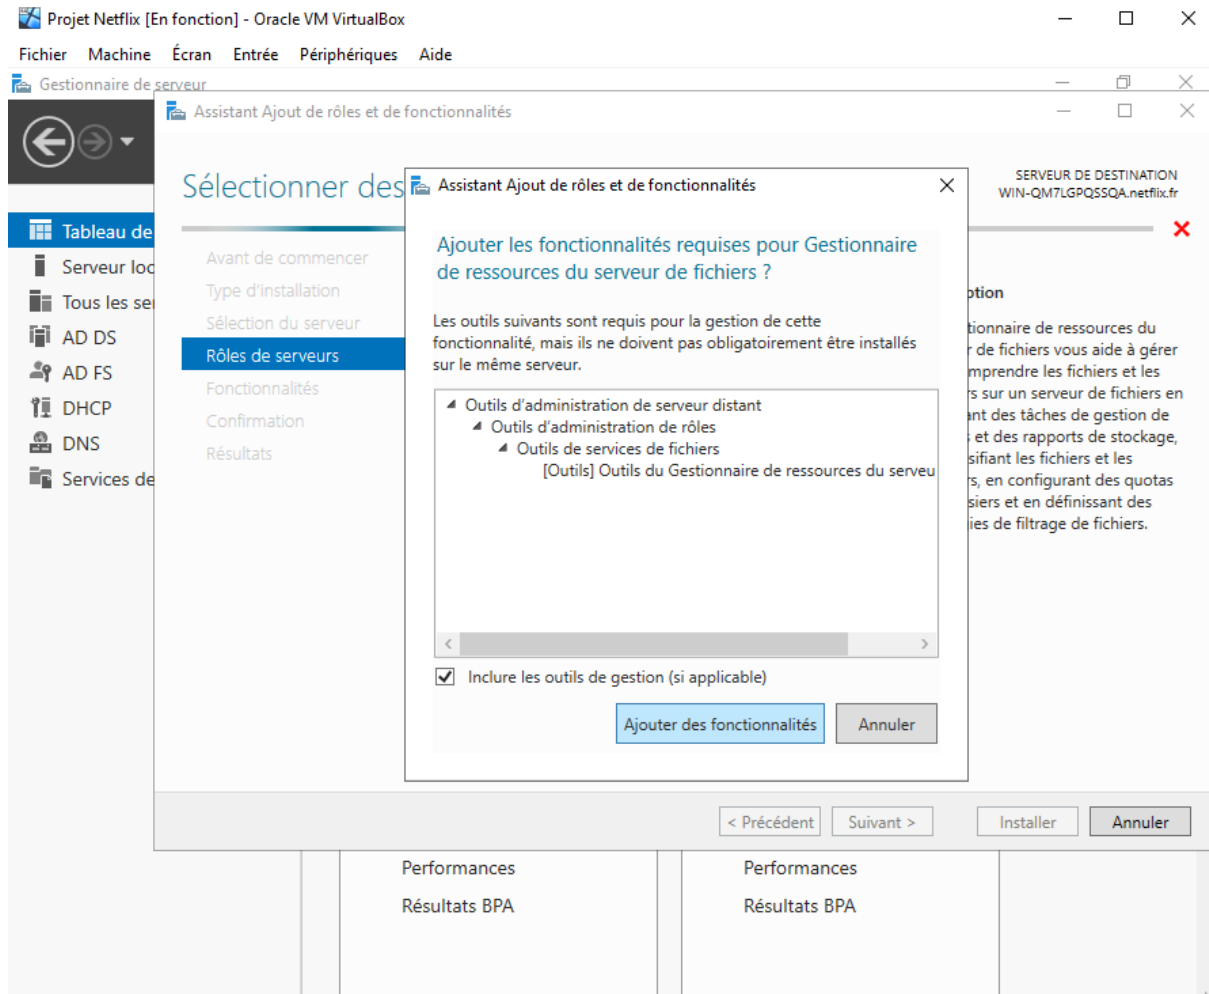 Projet Netflix [En fonction] - Oracle VM VirtualBox
Fichier Machine Écran Entrée Périphériques Aide
Gestionnaire de serveur
Assistant Ajout de rôles et de fonctionnalités
Sélectionner des
SERVEUR DE DESTINATION
WIN-QM7LGPQSSQA.netflix.fr
Tableau de
Serveur loc
Tous les ser
AD DS
AD FS
DHCP
DNS
Services de
Avant de commencer
Type d'installation
Sélection du serveur
Rôles de serveurs
Fonctionnalités
Confirmation
Résultats
Assistant Ajout de rôles et de fonctionnalités
Ajouter les fonctionnalités requises pour Gestionnaire
de ressources du serveur de fichiers ?
Les outils suivants sont requis pour la gestion de cette
fonctionnalité, mais ils ne doivent pas obligatoirement être installés
sur le même serveur.
Outils d'administration de serveur distant
Outils d'administration de rôles
Outils de services de fichiers
[Outils] Outils du Gestionnaire de ressources du serveu
Inclure les outils de gestion (si applicable)
Ajouter des fonctionnalités Annuler
ption
tionnaire de ressources du
r de fichiers vous aide à gérer
mprendre les fichiers et les
rs sur un serveur de fichiers en
ant des tâches de gestion de
s et des rapports de stockage,
sifiant les fichiers et les
rs, en configurant des quotas
siers et en définissant des
ies de filtrage de fichiers.
< Précédent Suivant > Installer Annuler
Performances Performances
Résultats BPA Résultats BPA